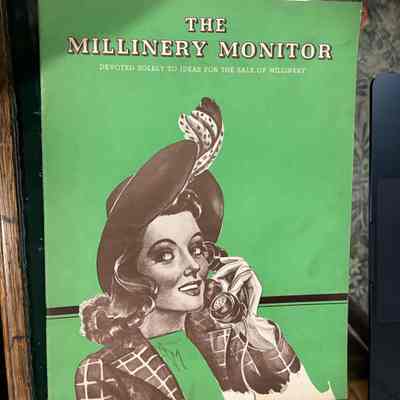 THE
MILLINERY MONITOR
DEVOTED SOLELY TO IDEAS FOR THE SALE OF MILLINERY